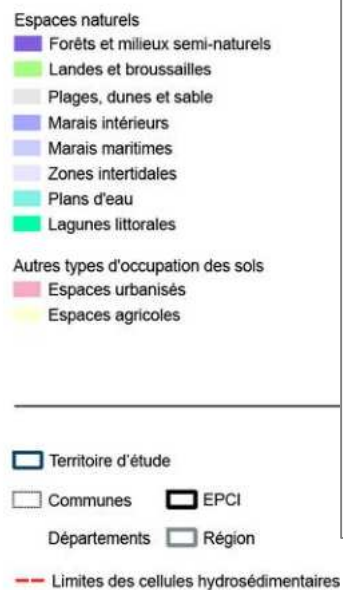 Espaces naturels
Forêts et milieux semi-naturels
Landes et broussailles
Plages, dunes et sable
Marais intérieurs
Marais maritimes
Zones intertidales
Plans d'eau
Lagunes littorales
Autres types d'occupation des sols
Espaces urbanisés
Espaces agricoles
Territoire d'étude
Communes EPCI
Départements Région
Limites des cellules hydrosédimentaires